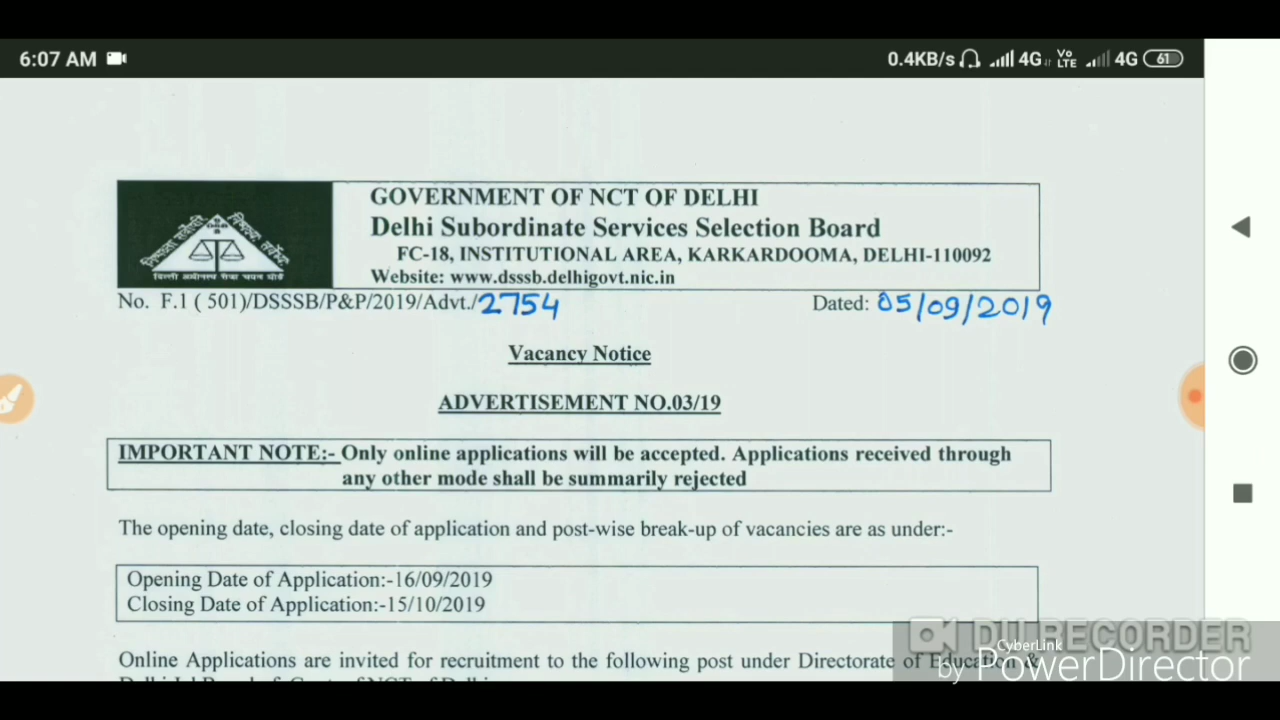 6:07 AM
0.4KB/s 4G Vo LTE 4G 61
GOVERNMENT OF NCT OF DELHI
Delhi Subordinate Services Selection Board
FC-18, INSTITUTIONAL AREA, KARKARDOOMA, DELHI-110092
Website: www.dsssb.delhigovt.nic.in
दिल्ली अधीनस्थ सेवा चयन बोर्ड
No. F.1 ( 501)/DSSSB/P&P/2019/Advt./2754
Dated: 05/09/2019
Vacancy Notice
ADVERTISEMENT NO.03/19
IMPORTANT NOTE:- Only online applications will be accepted. Applications received through
any other mode shall be summarily rejected
The opening date, closing date of application and post-wise break-up of vacancies are as under:-
Opening Date of Application:-16/09/2019
Closing Date of Application:-15/10/2019
Online Applications are invited for recruitment to the following post under Directorate of Education &
DU RECORDER
CyberLink
by PowerDirector